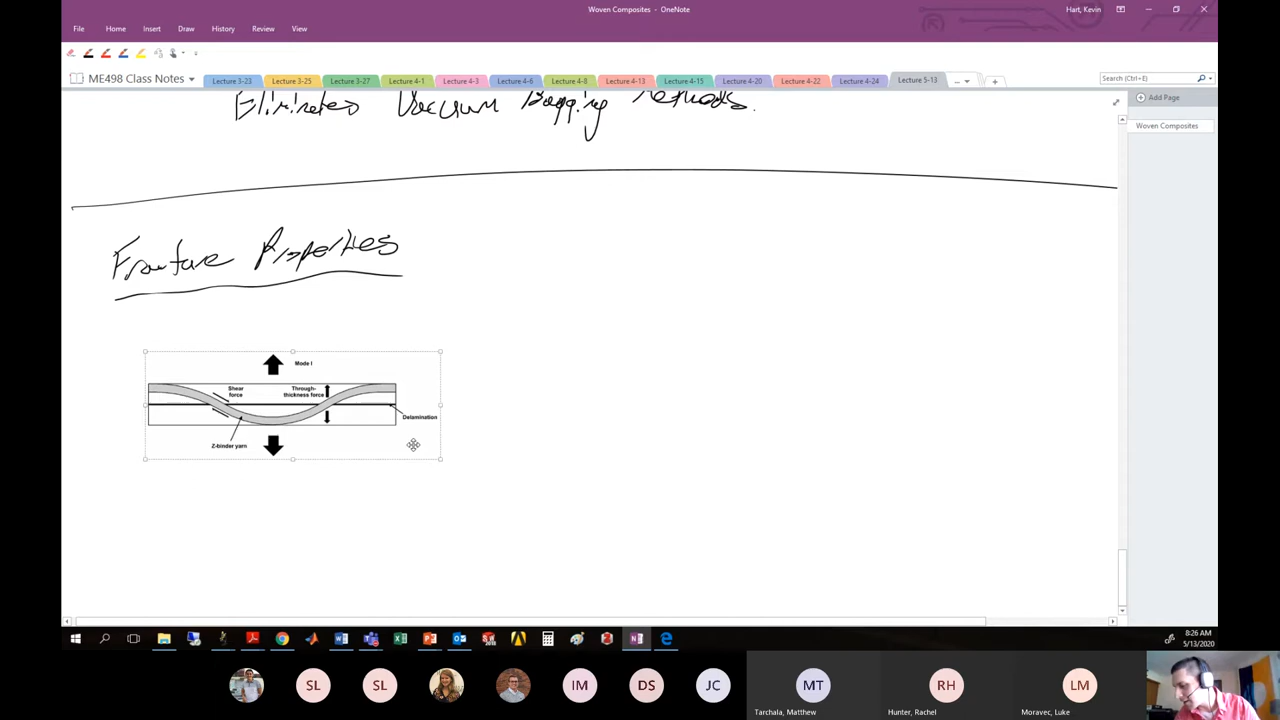 Woven Composites - OneNote
Hart, Kevin
File Home Insert Draw History Review View
ME498 Class Notes
Lecture 3-23 Lecture 3-25 Lecture 3-27 Lecture 4-1 Lecture 4-3 Lecture 4-6 Lecture 4-8 Lecture 4-13 Lecture 4-15 Lecture 4-20 Lecture 4-22 Lecture 4-24 Lecture 5-13
Search (Ctrl+E)
Add Page
Woven Composites
Eliminates Vacuum Bagging Methods.
Fracture Properties
Mode I
Shear
force
Through-
thickness force
Delamination
Z-binder yarn
8:26 AM
5/13/2020
SL SL IM DS JC MT RH LM
Tarchala, Matthew
Hunter, Rachel
Moravec, Luke